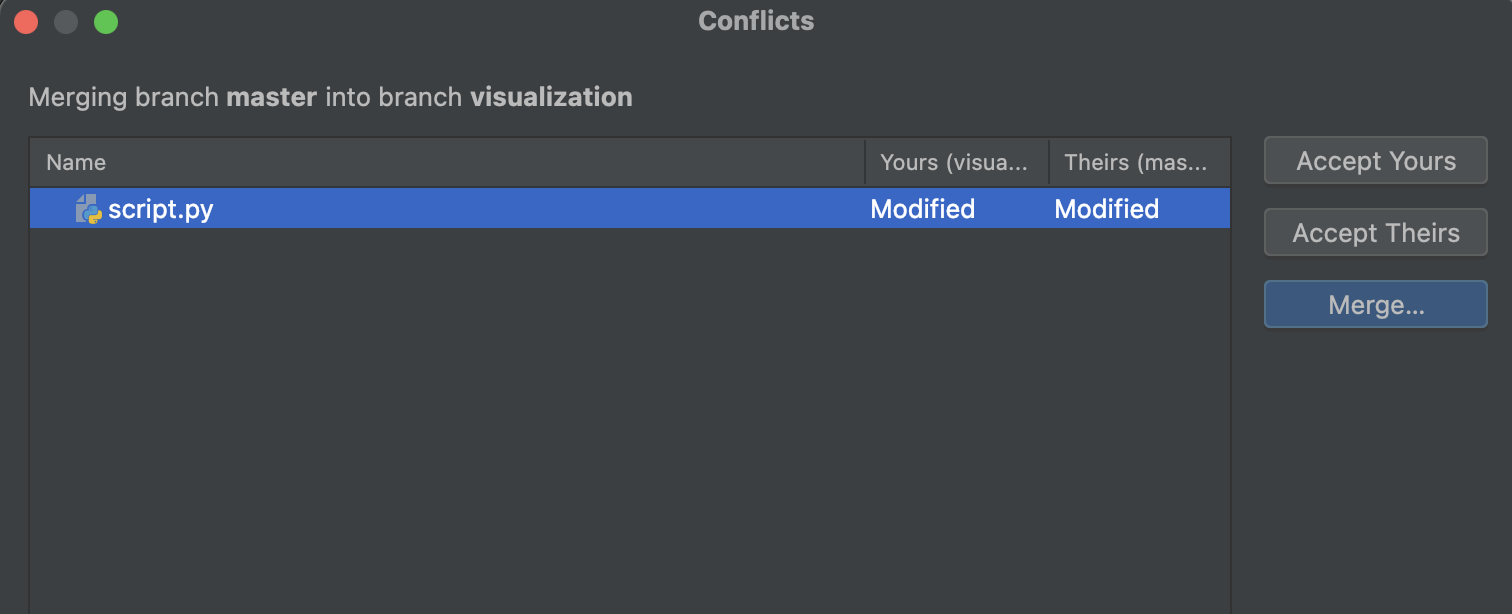 Conflicts
Merging branch master into branch visualization
Name Yours (visua... Theirs (mas...
script.py Modified Modified
Accept Yours
Accept Theirs
Merge...